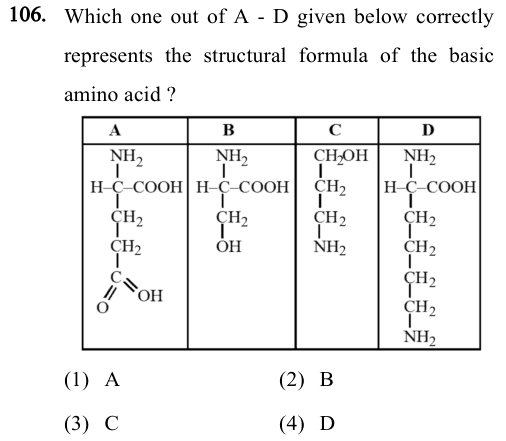 106. Which one out of A - D given below correctly
represents the structural formula of the basic
amino acid ?
A B C D
NH2 NH2 CH2OH NH2
H–C–COOH H–C–COOH CH2 H–C–COOH
CH2 CH2 CH2 CH2
CH2 OH NH2 CH2
C CH2
O OH CH2
NH2
(1) A (2) B
(3) C (4) D